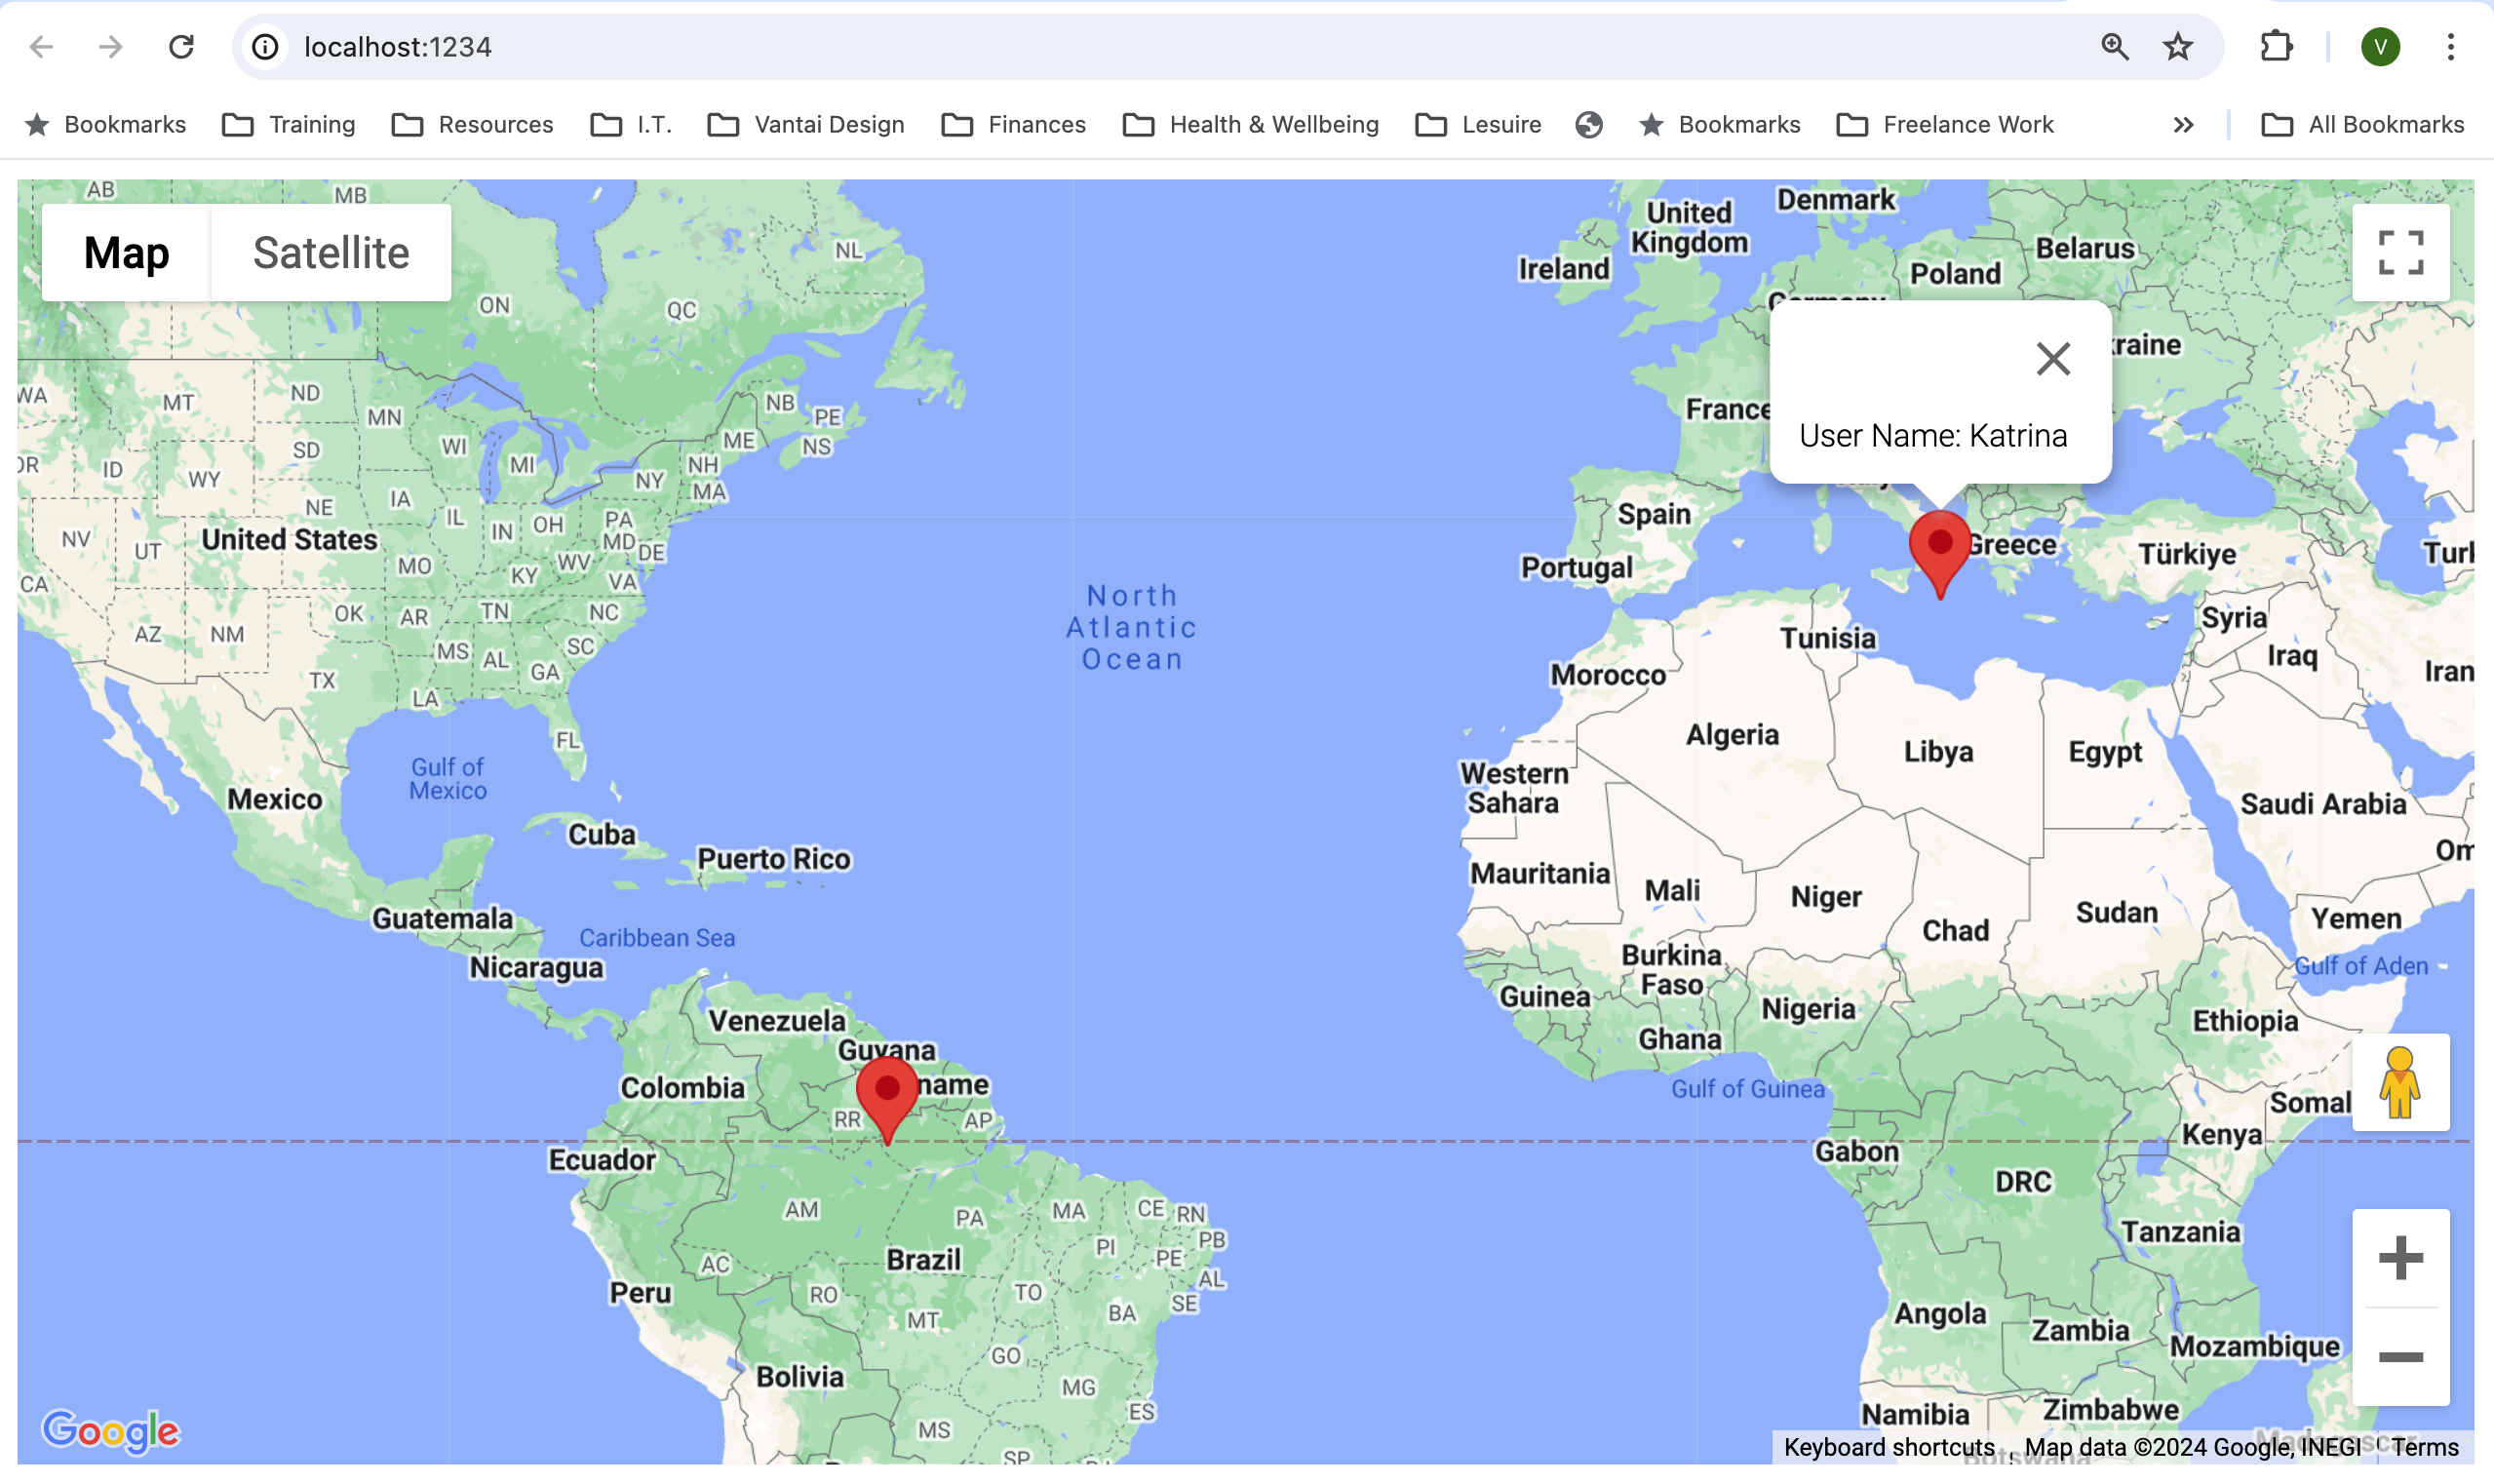 localhost:1234
V
Bookmarks
Training
Resources
I.T.
Vantai Design
Finances
Health & Wellbeing
Lesuire
Bookmarks
Freelance Work
All Bookmarks
Map
Satellite
AB
MB
ON
QC
NL
NB
PE
NS
WA
MT
ND
MN
ID
WY
SD
WI
MI
ME
NH
NY
MA
NV
UT
NE
IA
IL
IN
OH
PA
MD
DE
United States
MO
KY
WV
VA
CA
AZ
NM
OK
AR
TN
NC
MS
AL
GA
SC
TX
LA
FL
Gulf of
Mexico
Mexico
Cuba
Puerto Rico
Guatemala
Caribbean Sea
Nicaragua
North
Atlantic
Ocean
Denmark
United
Kingdom
Ireland
Belarus
Poland
Germany
kraine
France
User Name: Katrina
Spain
Portugal
Greece
Türkiye
Turk
Syria
Iraq
Iran
Tunisia
Morocco
Algeria
Libya
Egypt
Saudi Arabia
Om
Western
Sahara
Mauritania
Mali
Niger
Chad
Sudan
Yemen
Gulf of Aden
Burkina
Faso
Guinea
Ghana
Nigeria
Ethiopia
Gulf of Guinea
Somal
Kenya
Gabon
DRC
Tanzania
Angola
Zambia
Mozambique
Namibia
Zimbabwe
Botswana
Madagascar
Venezuela
Guyana
name
Colombia
RR
AP
Ecuador
AM
PA
MA
CE
RN
PB
PI
PE
AL
SE
Brazil
AC
RO
TO
BA
MT
Peru
GO
Bolivia
MG
ES
MS
SP
Google
Keyboard shortcuts
Map data ©2024 Google, INEGI
Terms